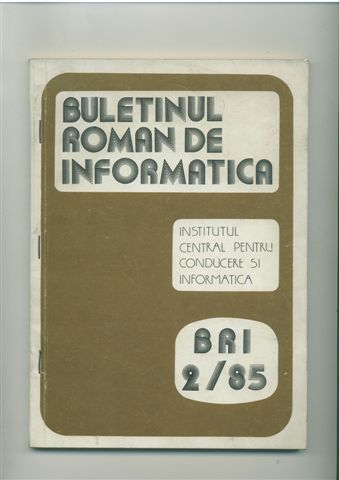 BULETINUL
ROMAN DE
INFORMATICA
INSTITUTUL
CENTRAL PENTRU
CONDUCERE SI
INFORMATICA
BRI
2/85